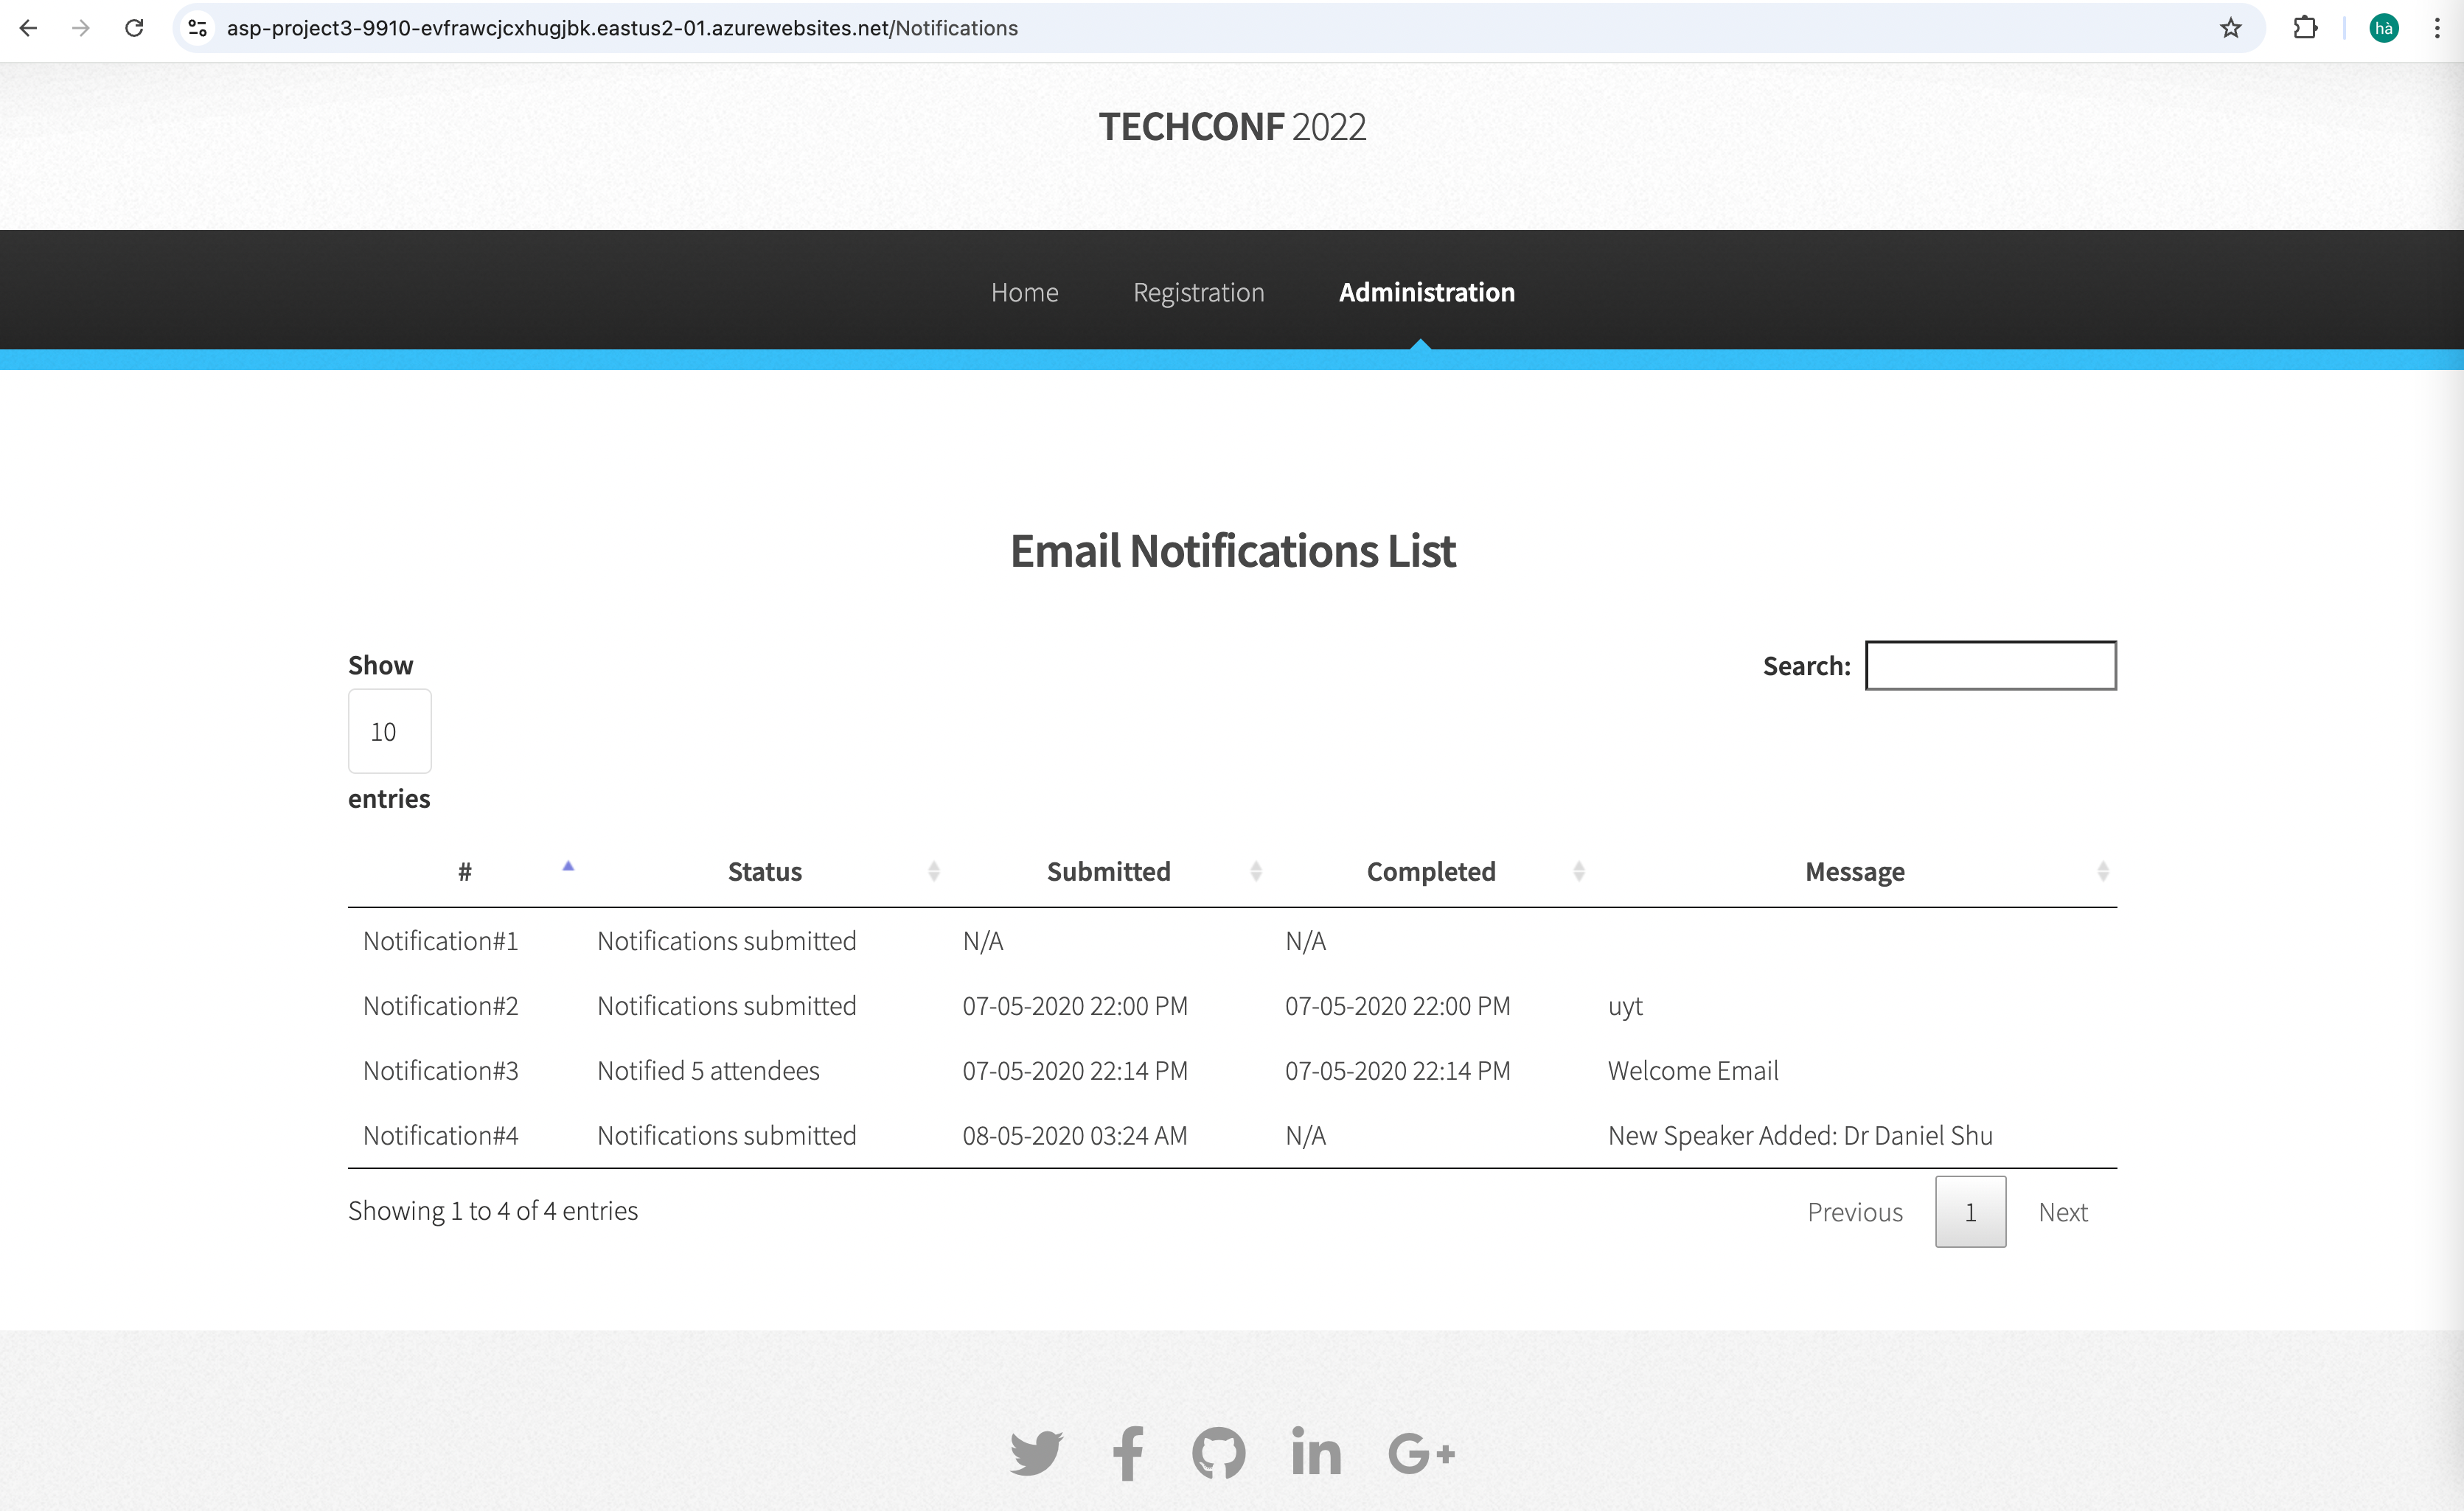 asp-project3-9910-evfrawcjcxhugjbk.eastus2-01.azurewebsites.net/Notifications
hà
TECHCONF 2022
Home Registration Administration
Email Notifications List
Show
10
entries
Search:
# Status Submitted Completed Message
Notification#1 Notifications submitted N/A N/A
Notification#2 Notifications submitted 07-05-2020 22:00 PM 07-05-2020 22:00 PM uyt
Notification#3 Notified 5 attendees 07-05-2020 22:14 PM 07-05-2020 22:14 PM Welcome Email
Notification#4 Notifications submitted 08-05-2020 03:24 AM N/A New Speaker Added: Dr Daniel Shu
Showing 1 to 4 of 4 entries
Previous 1 Next